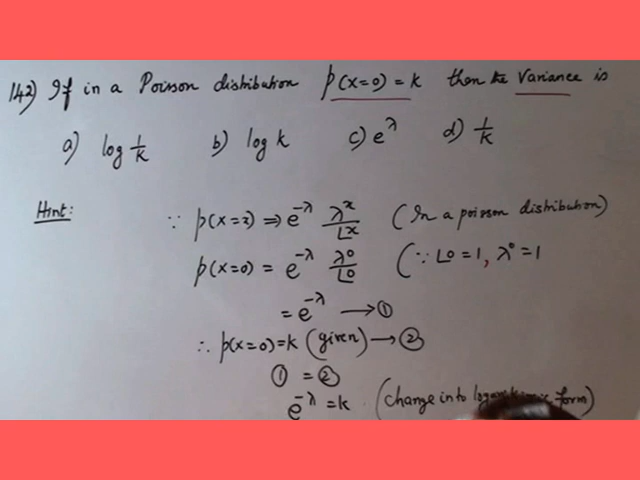 142) If in a Poisson distribution p(x=0) = k then the variance is
a) log 1/k b) log k c) e^λ d) 1/k
Hint: ∵ p(x=x) ⇒ e^-λ λ^x/∟x (In a poisson distribution)
p(x=0) = e^-λ λ^0/∟0 (∵ ∟0 = 1, λ^0 = 1
= e^-λ → ①
∴ p(x=0) = k (given) → ②
① = ②
e^-λ = k (change into form)